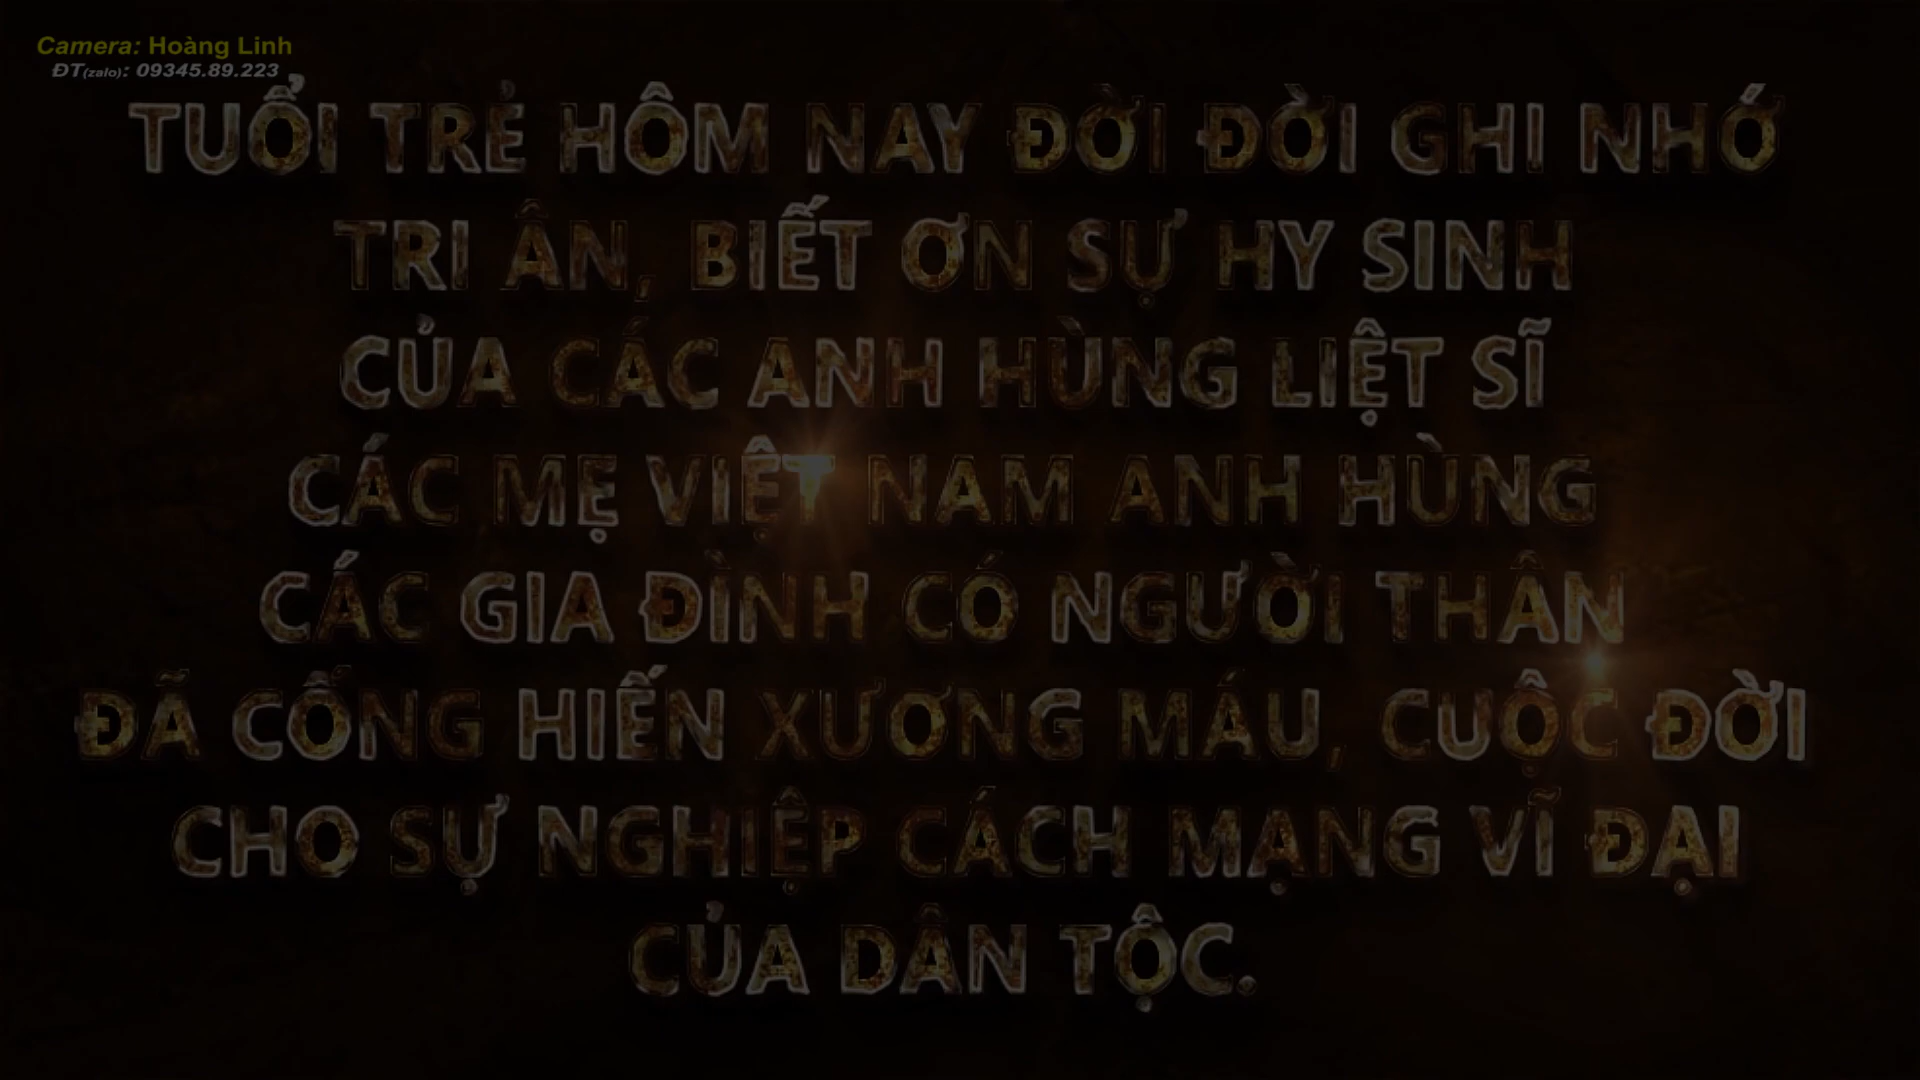 Camera: Hoàng Linh
ĐT(zalo): 09345.89.223
TUỔI TRẺ HÔM NAY ĐỜI ĐỜI GHI NHỚ
TRI ÂN, BIẾT ƠN SỰ HY SINH
CỦA CÁC ANH HÙNG LIỆT SĨ
CÁC MẸ VIỆT NAM ANH HÙNG
CÁC GIA ĐÌNH CÓ NGƯỜI THÂN
ĐÃ CỐNG HIẾN XƯƠNG MÁU, CUỘC ĐỜI
CHO SỰ NGHIỆP CÁCH MẠNG VĨ ĐẠI
CỦA DÂN TỘC.